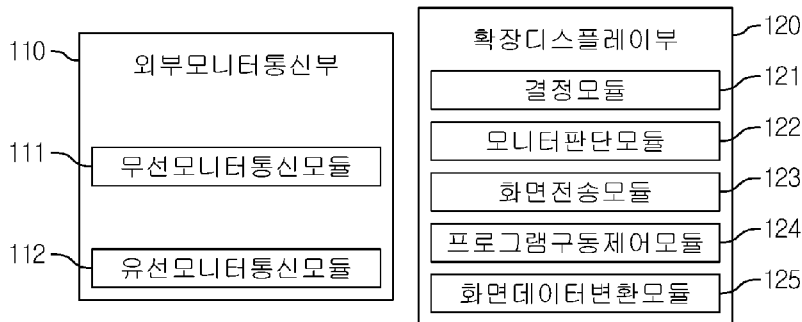 110
외부모니터통신부
111
무선모니터통신모듈
112
유선모니터통신모듈
120
확장디스플레이부
121
결정모듈
122
모니터판단모듈
123
화면전송모듈
124
프로그램구동제어모듈
125
화면데이터변환모듈